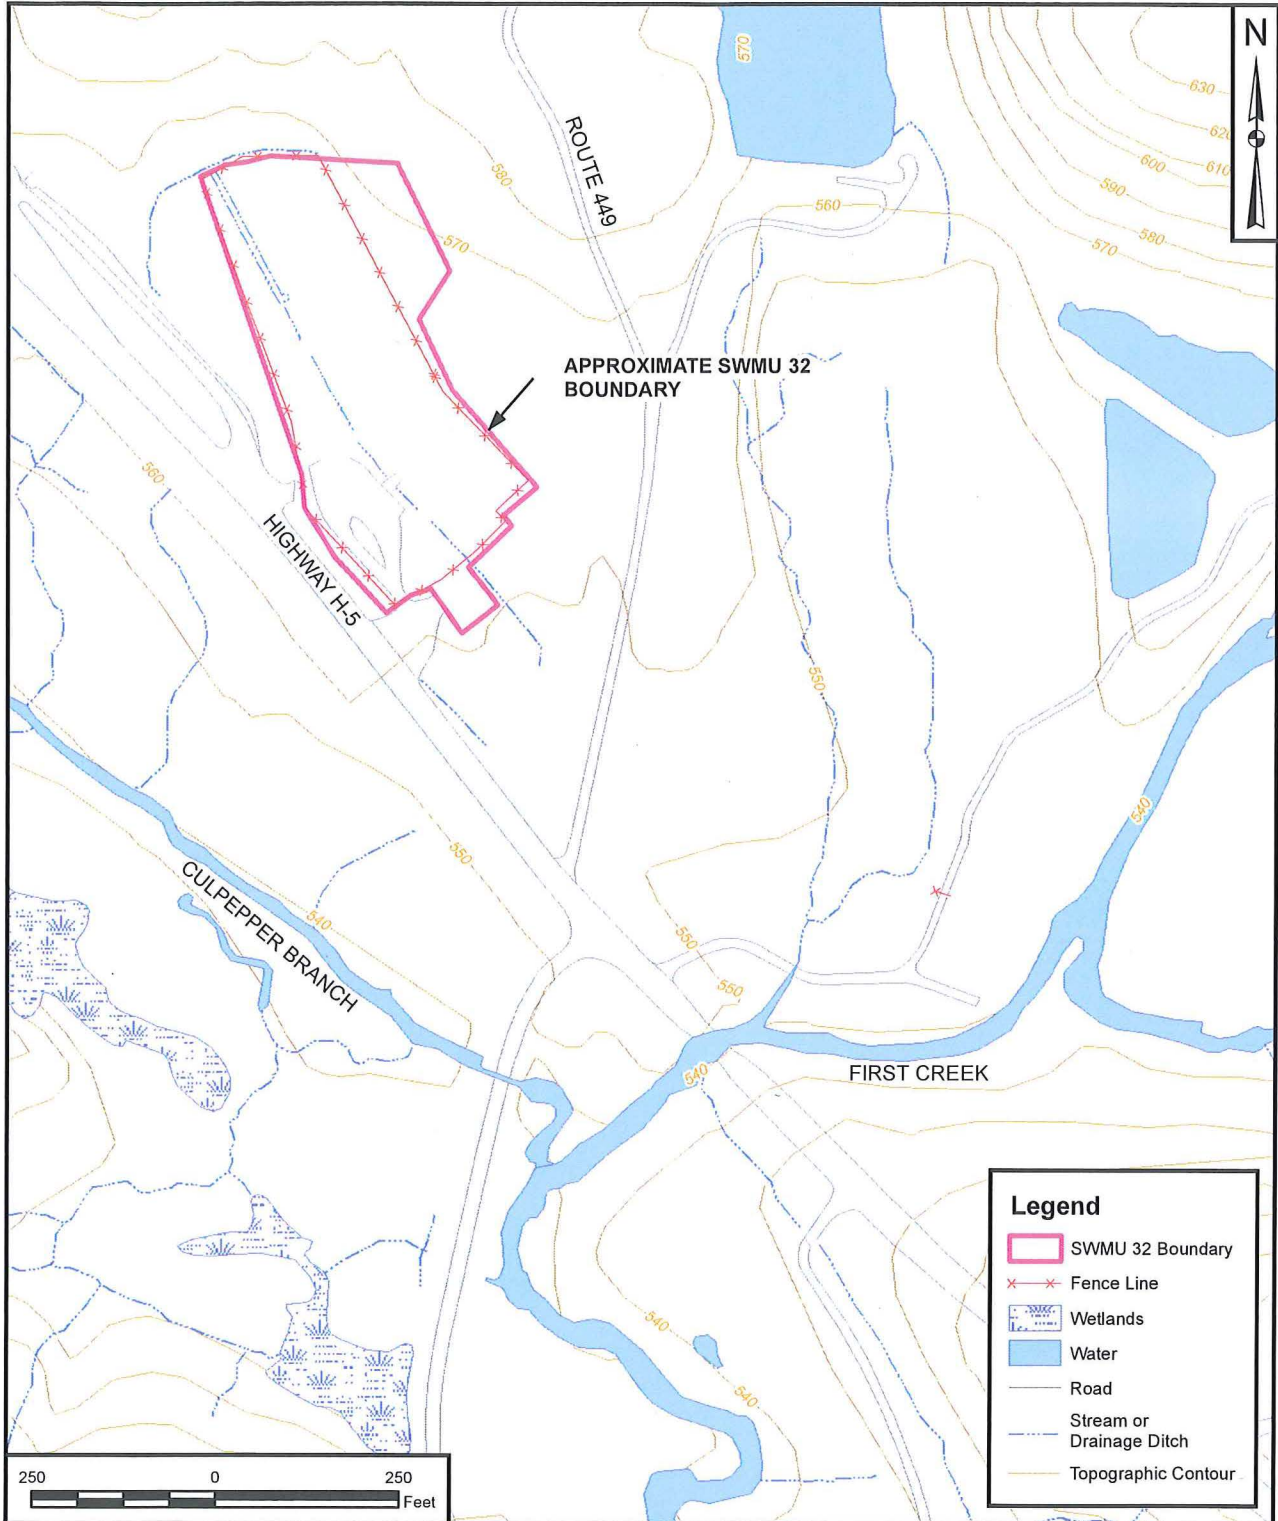 N
570
630
620
610
600
590
580
570
ROUTE 449
580
570
560
APPROXIMATE SWMU 32
BOUNDARY
560
HIGHWAY H-5
550
550
540
CULPEPPER BRANCH
540
550
550
540
FIRST CREEK
540
540
Legend
SWMU 32 Boundary
Fence Line
Wetlands
Water
Road
Stream or
Drainage Ditch
Topographic Contour
250 0 250
Feet